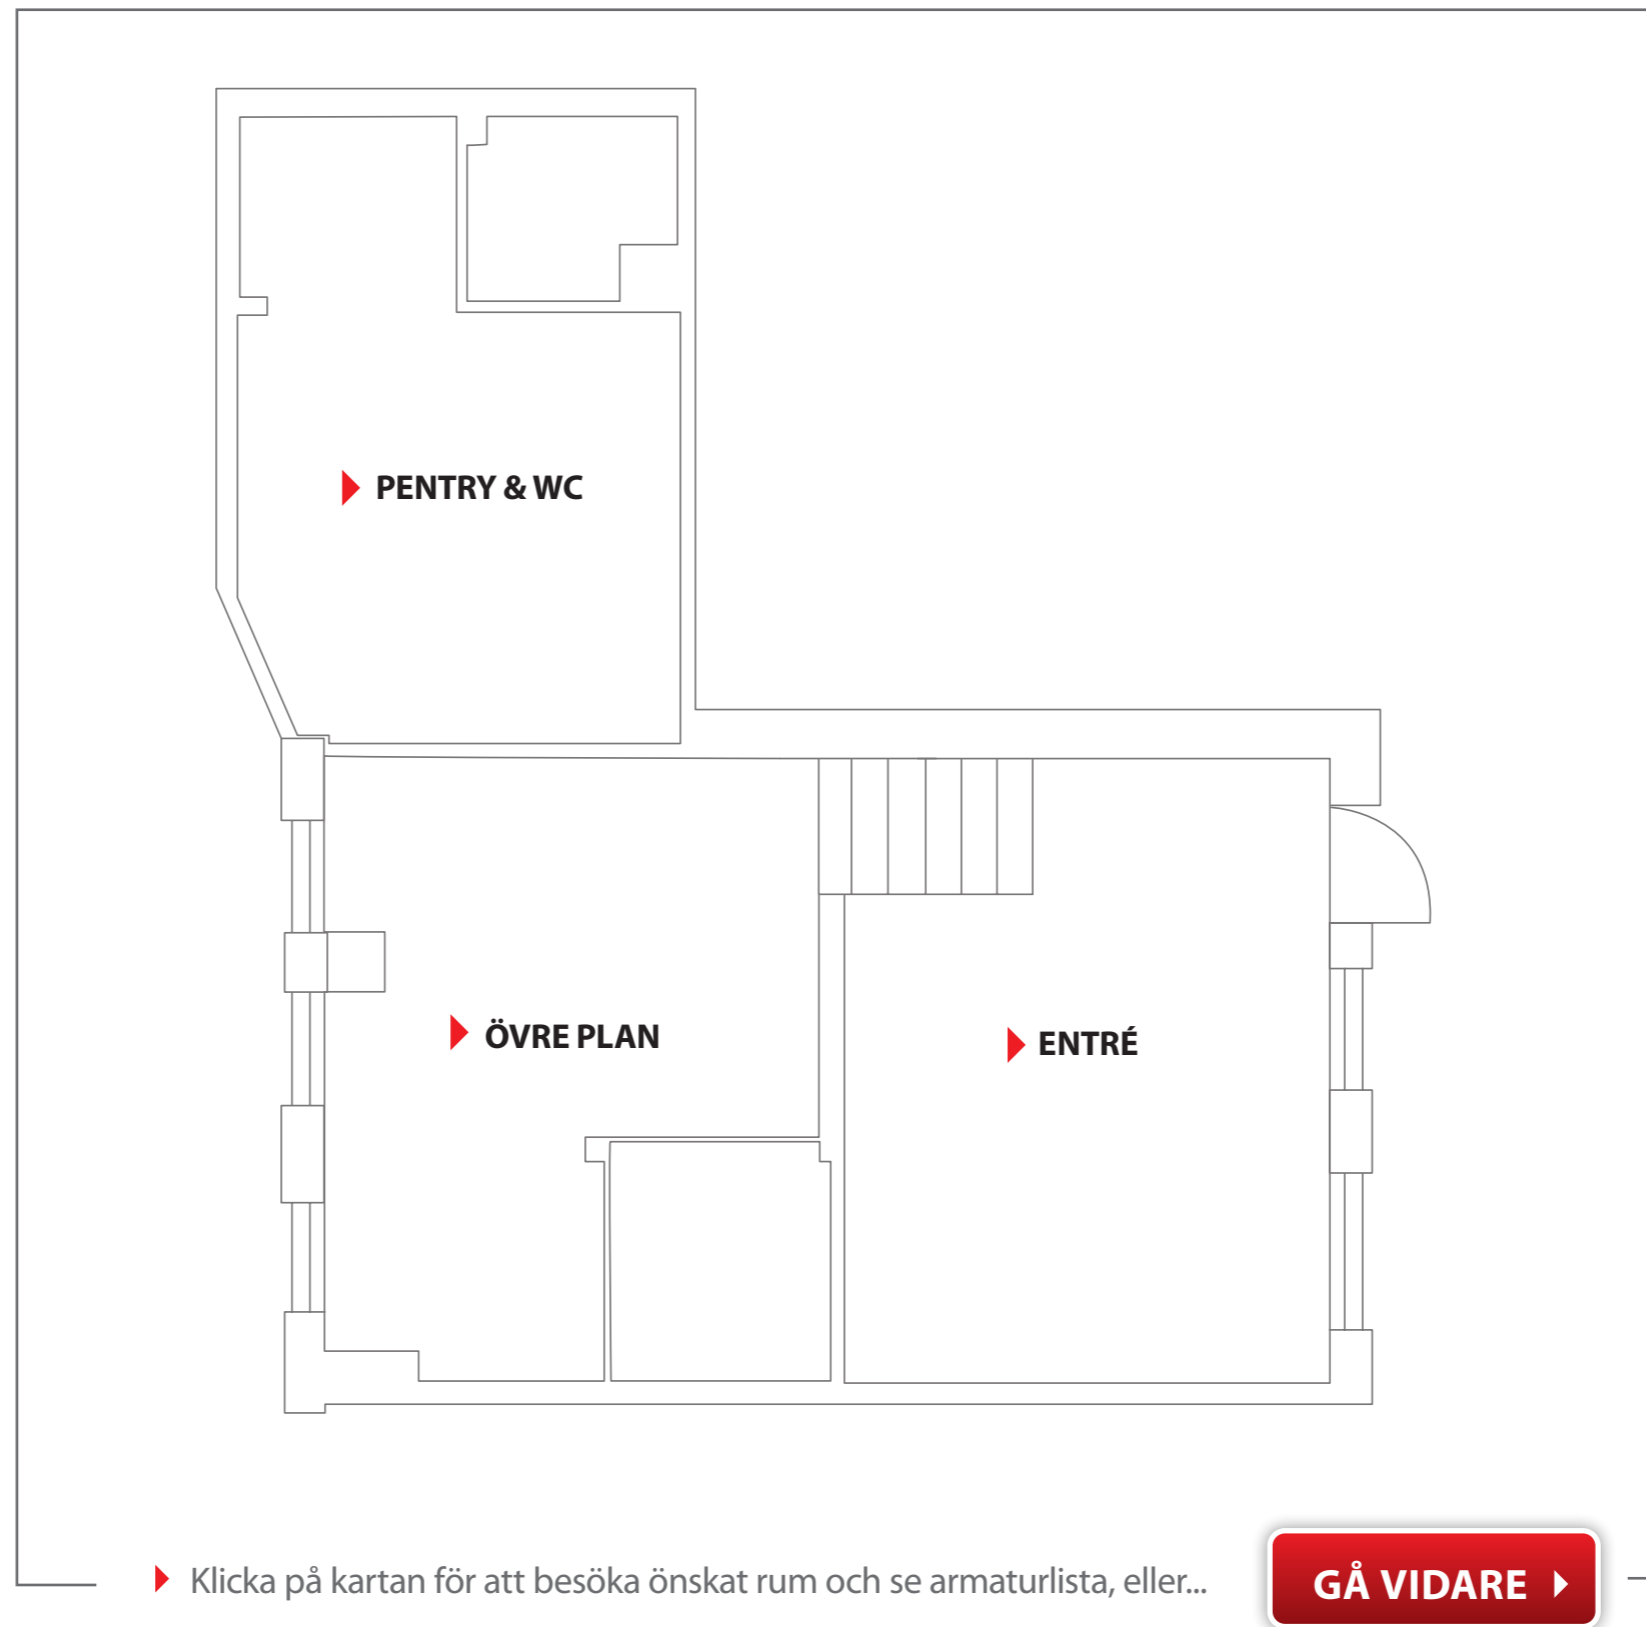 PENTRY & WC
ÖVRE PLAN
ENTRÉ
Klicka på kartan för att besöka önskat rum och se armaturlista, eller...
GÅ VIDARE